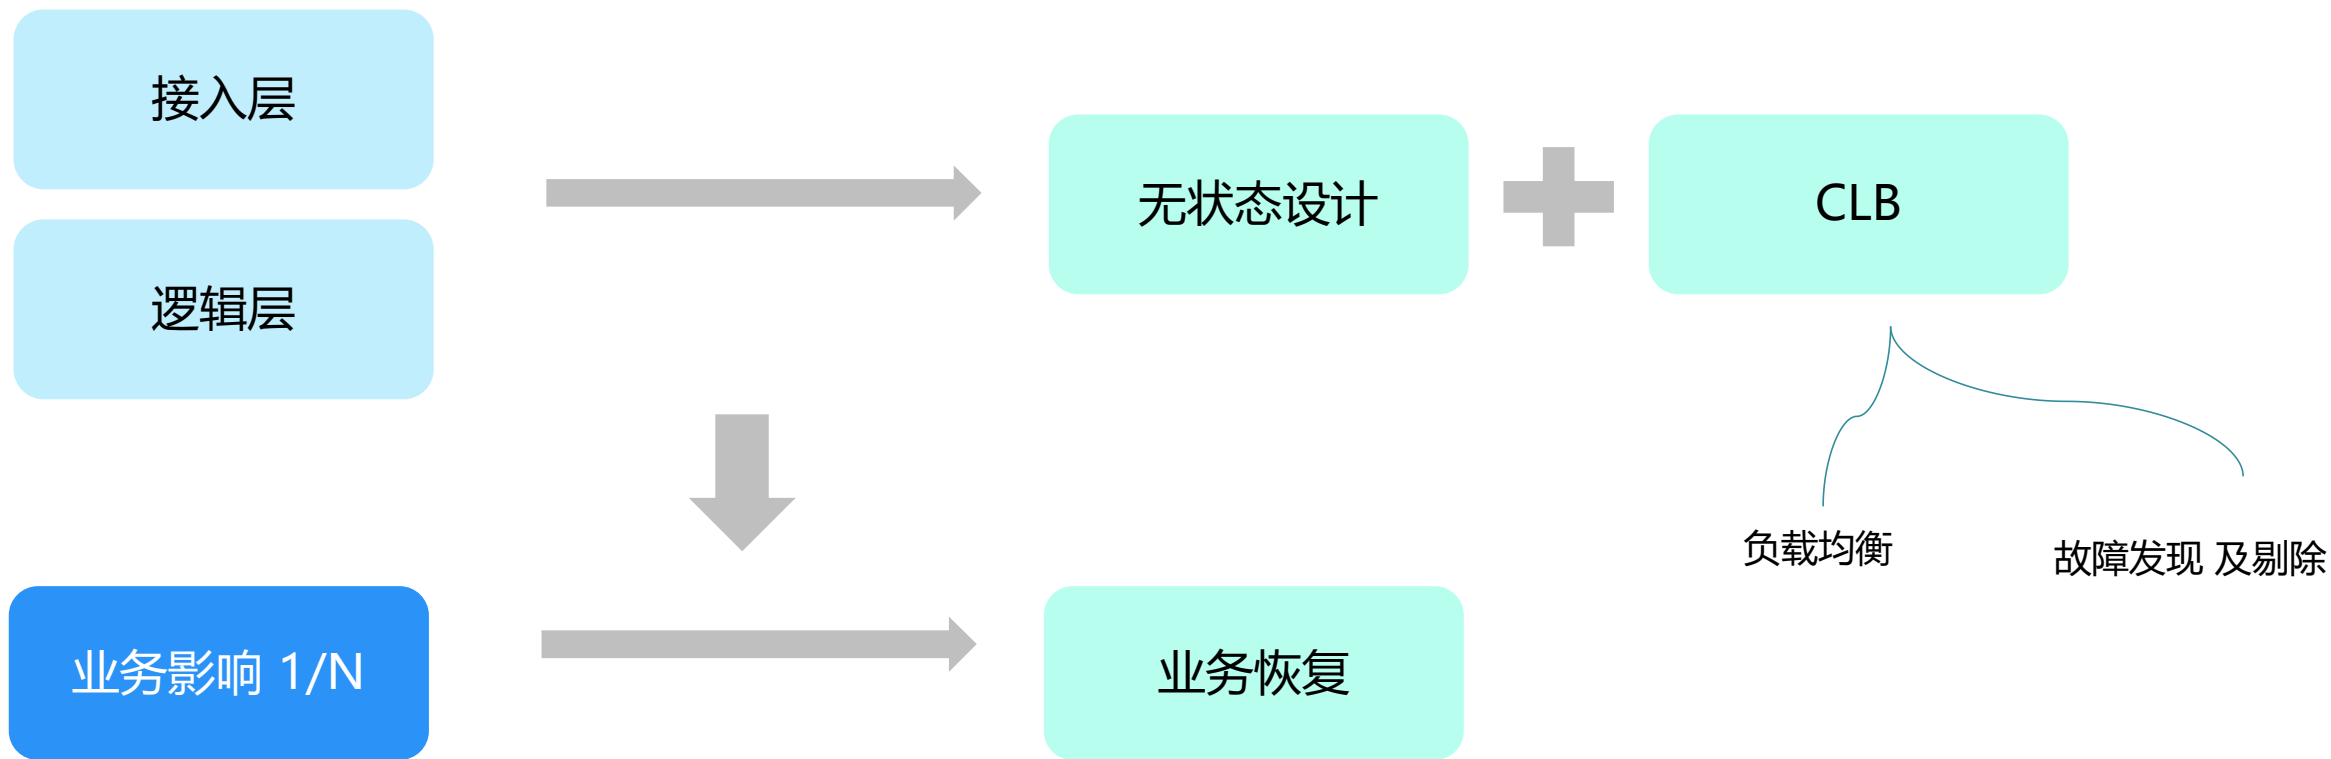 接入层
逻辑层
无状态设计
CLB
负载均衡
故障发现 及剔除
业务影响 1/N
业务恢复